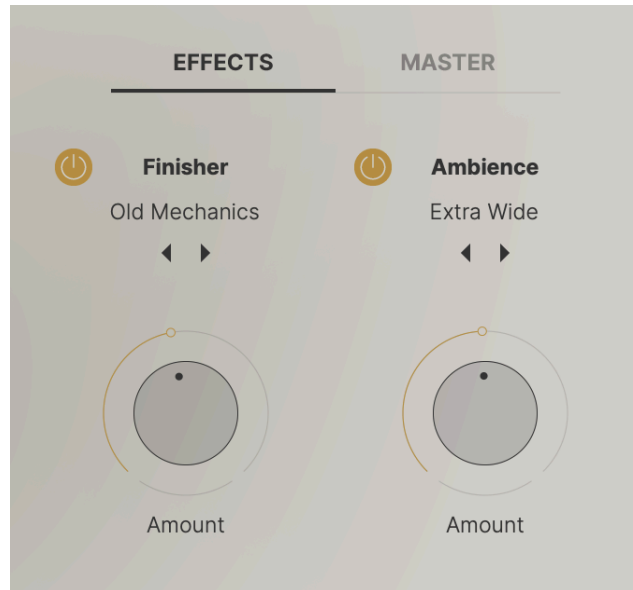 EFFECTS MASTER
Finisher Ambience
Old Mechanics Extra Wide
Amount Amount